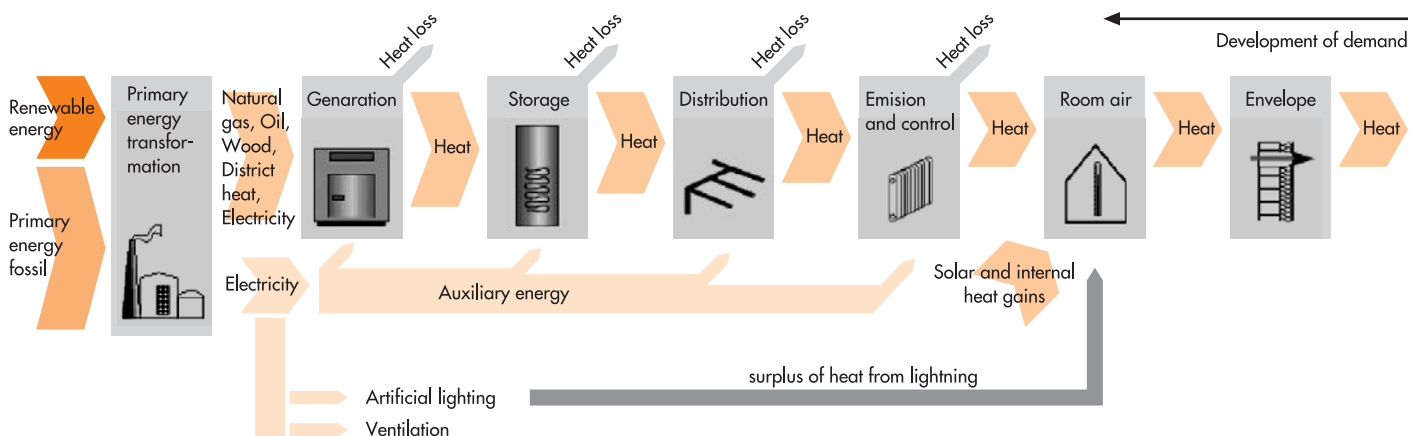 Heat loss
Heat loss
Heat loss
Heat loss
Development of demand
Renewable
energy
Primary
energy
transfor-
mation
Natural
gas, Oil,
Wood,
District
heat,
Electricity
Genaration
Heat
Storage
Heat
Distribution
Heat
Emision
and control
Heat
Room air
Heat
Envelope
Heat
Primary
energy
fossil
Electricity
Auxiliary energy
Solar and internal
heat gains
surplus of heat from lightning
Artificial lighting
Ventilation